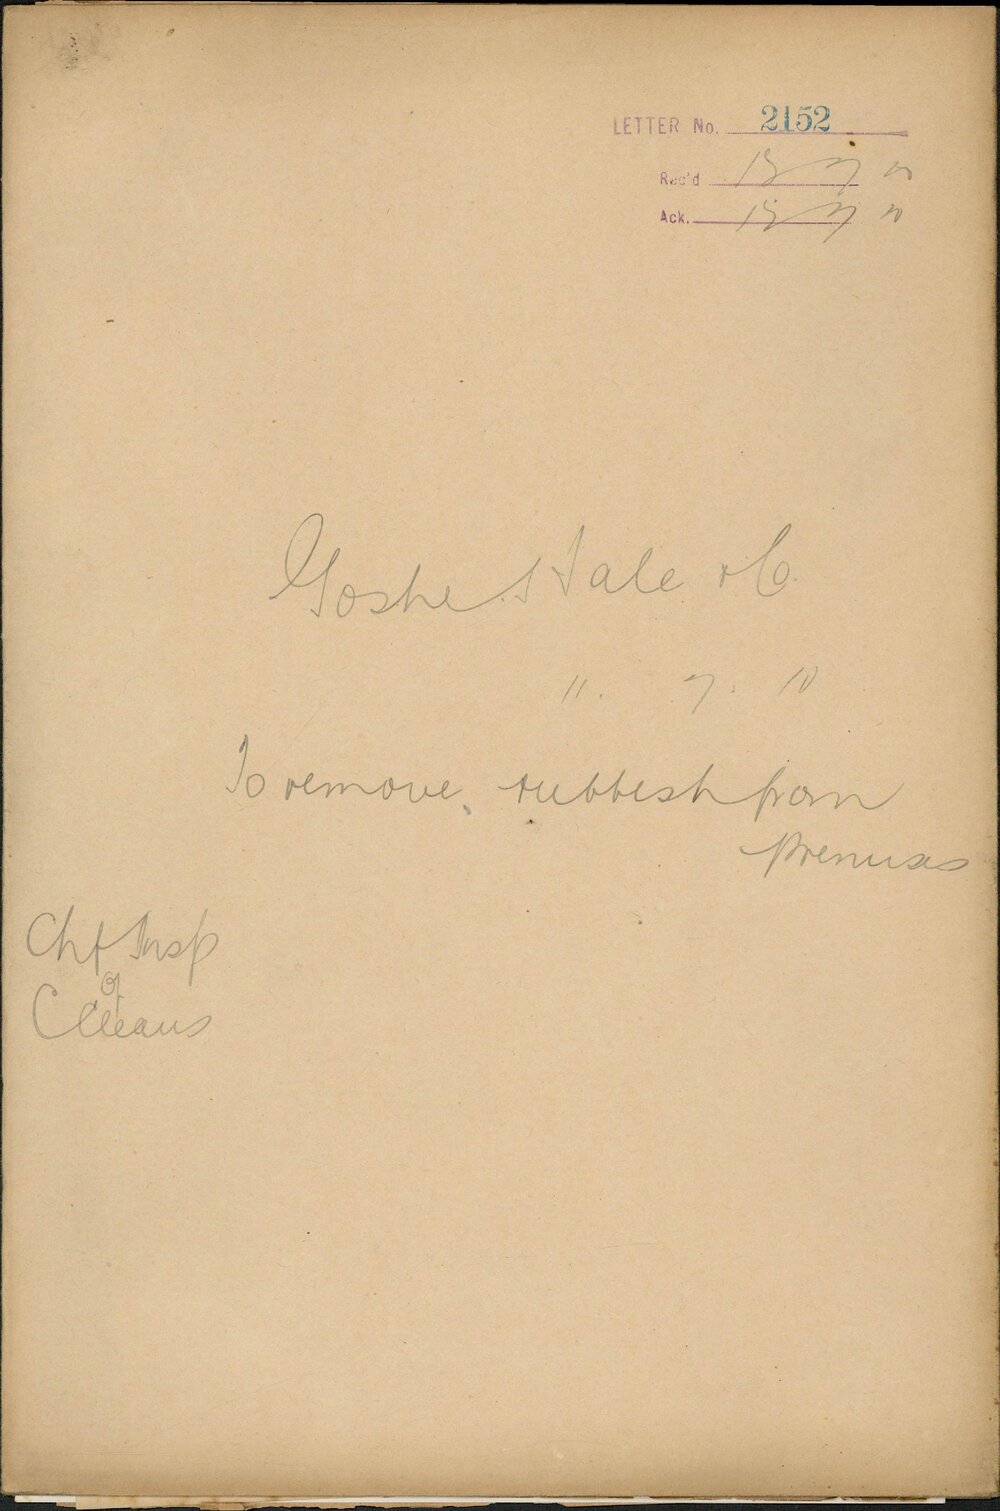 LETTER No. 2152
Rec'd 13 7 10
Ack. 13 7 10
Goshe Hale & Co.
11. 7. 10
To remove rubbish from
premises
Chf Insp
of
Cleans